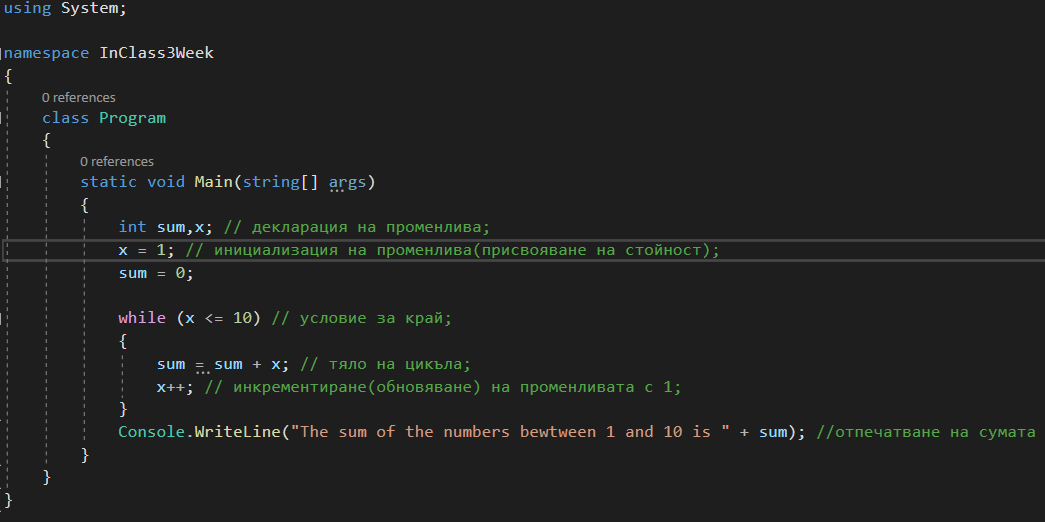 using System;
namespace InClass3Week
{
0 references
class Program
{
0 references
static void Main(string[] args)
{
int sum,x; // декларация на променлива;
x = 1; // инициализация на променлива(присвояване на стойност);
sum = 0;
while (x <= 10) // условие за край;
{
sum = sum + x; // тяло на цикъла;
x++; // инкрементиране(обновяване) на променливата с 1;
}
Console.WriteLine("The sum of the numbers bewtween 1 and 10 is " + sum); //отпечатване на сумата
}
}
}